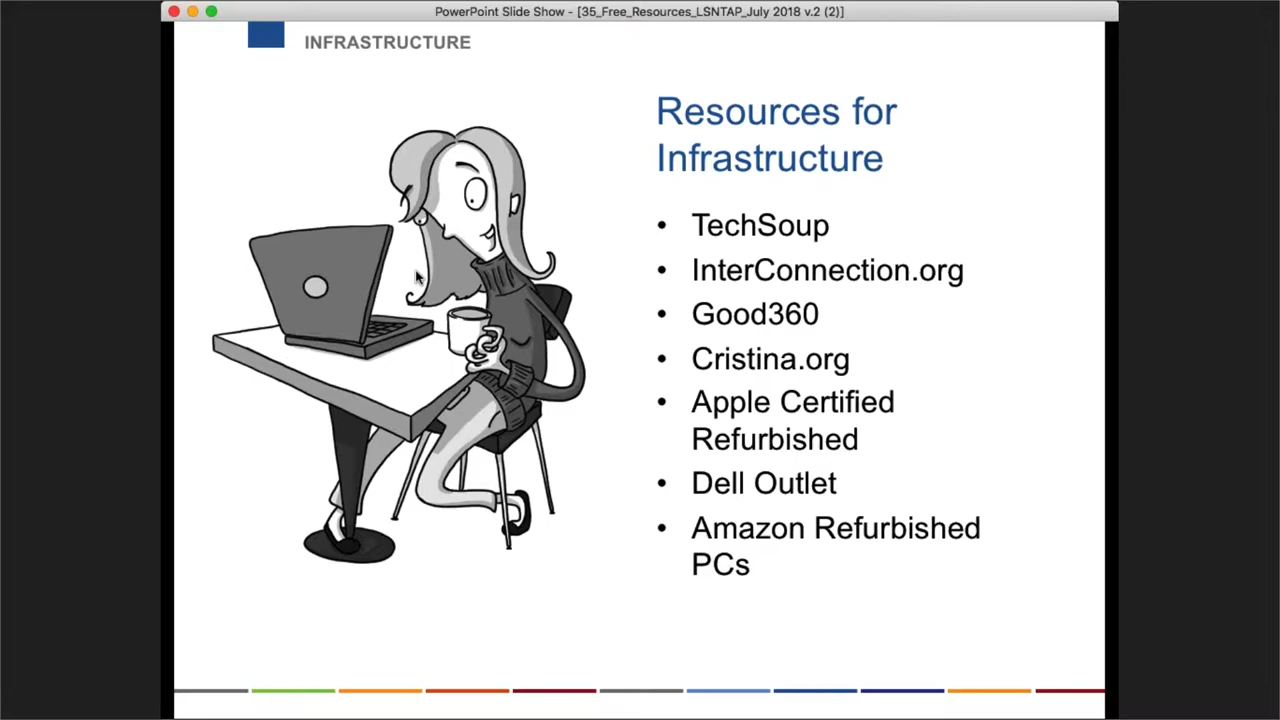 PowerPoint Slide Show - [35_Free_Resources_LSNTAP_July 2018 v.2 (2)]
INFRASTRUCTURE
Resources for
Infrastructure
• TechSoup
• InterConnection.org
• Good360
• Cristina.org
• Apple Certified
Refurbished
• Dell Outlet
• Amazon Refurbished
PCs